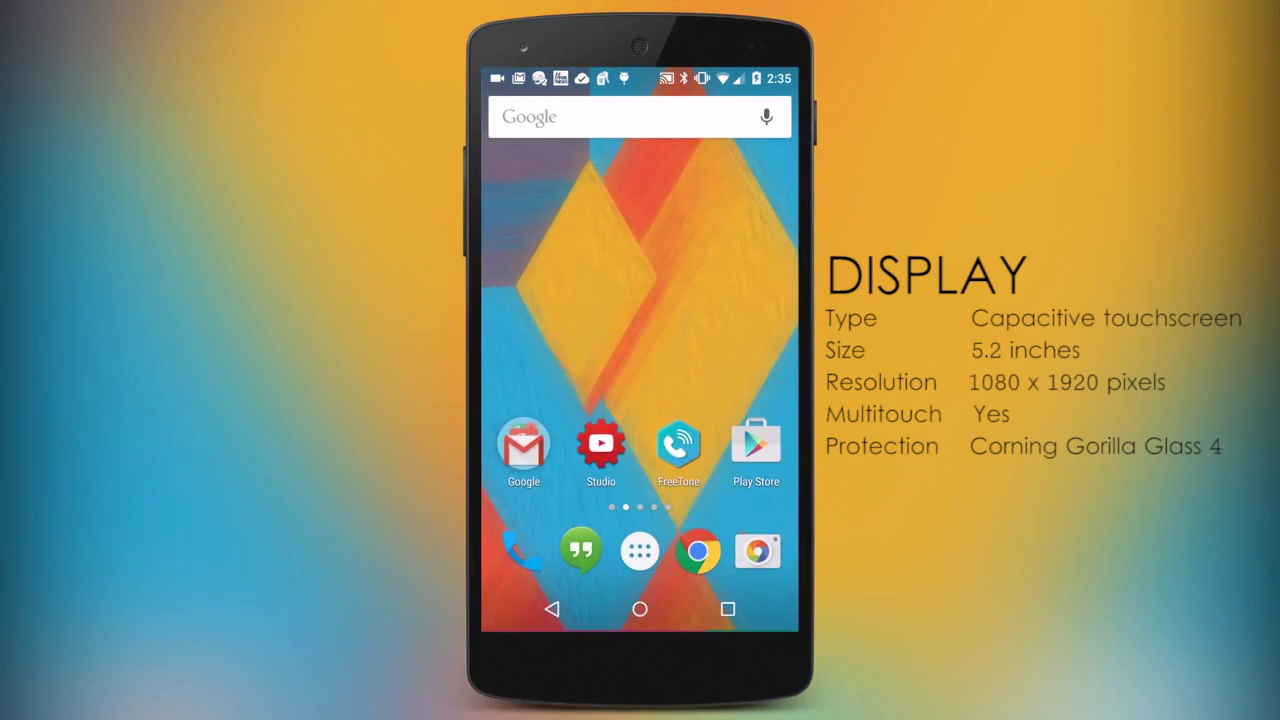 2:35
Google
Google
Studio
FreeTone
Play Store
DISPLAY
Type Capacitive touchscreen
Size 5.2 inches
Resolution 1080 x 1920 pixels
Multitouch Yes
Protection Corning Gorilla Glass 4